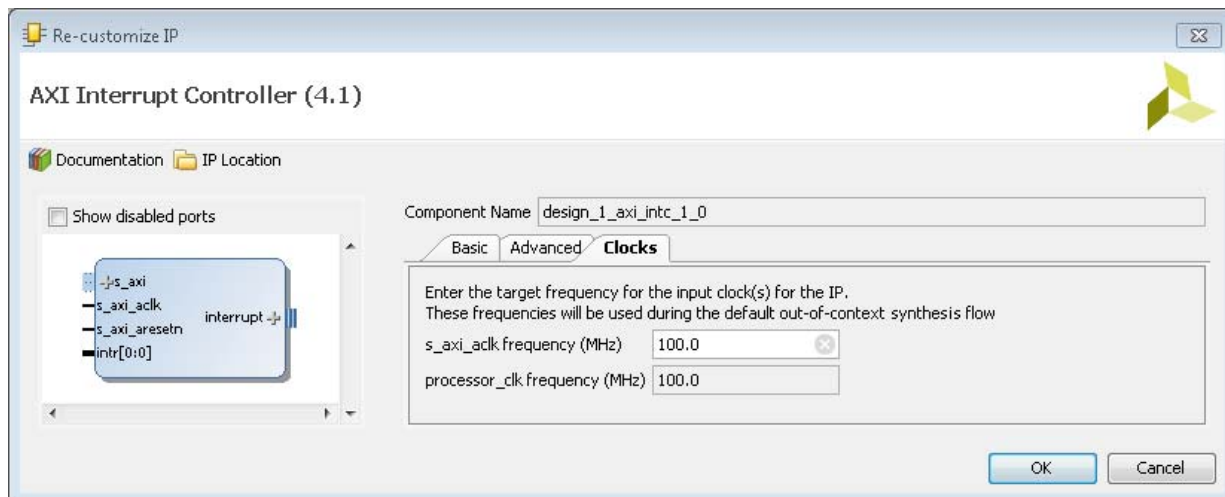 Re-customize IP
AXI Interrupt Controller (4.1)
Documentation IP Location
Show disabled ports
s_axi
s_axi_aclk
s_axi_aresetn
intr[0:0]
interrupt
Component Name design_1_axi_intc_1_0
Basic Advanced Clocks
Enter the target frequency for the input clock(s) for the IP.
These frequencies will be used during the default out-of-context synthesis flow
s_axi_aclk frequency (MHz) 100.0
processor_clk frequency (MHz) 100.0
OK Cancel